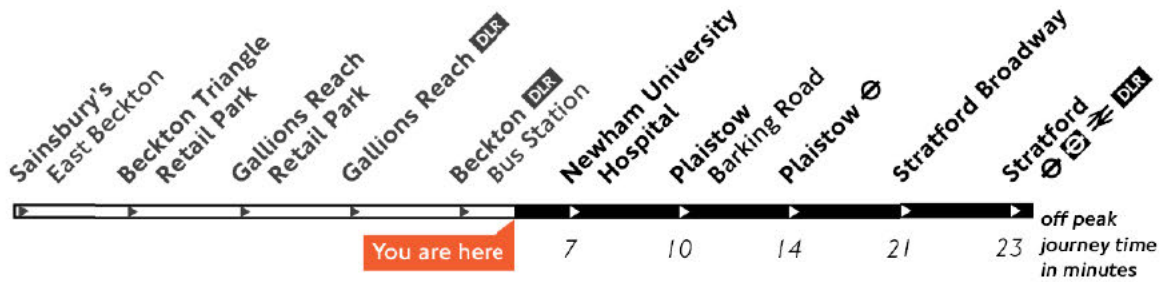 Sainsbury's
East Beckton
Beckton Triangle
Retail Park
Gallions Reach
Retail Park
Gallions Reach DLR
Beckton DLR
Bus Station
Newham University
Hospital
Plaistow
Barking Road
Plaistow
Stratford Broadway
Stratford
DLR
You are here
7
10
14
21
23
off peak
journey time
in minutes